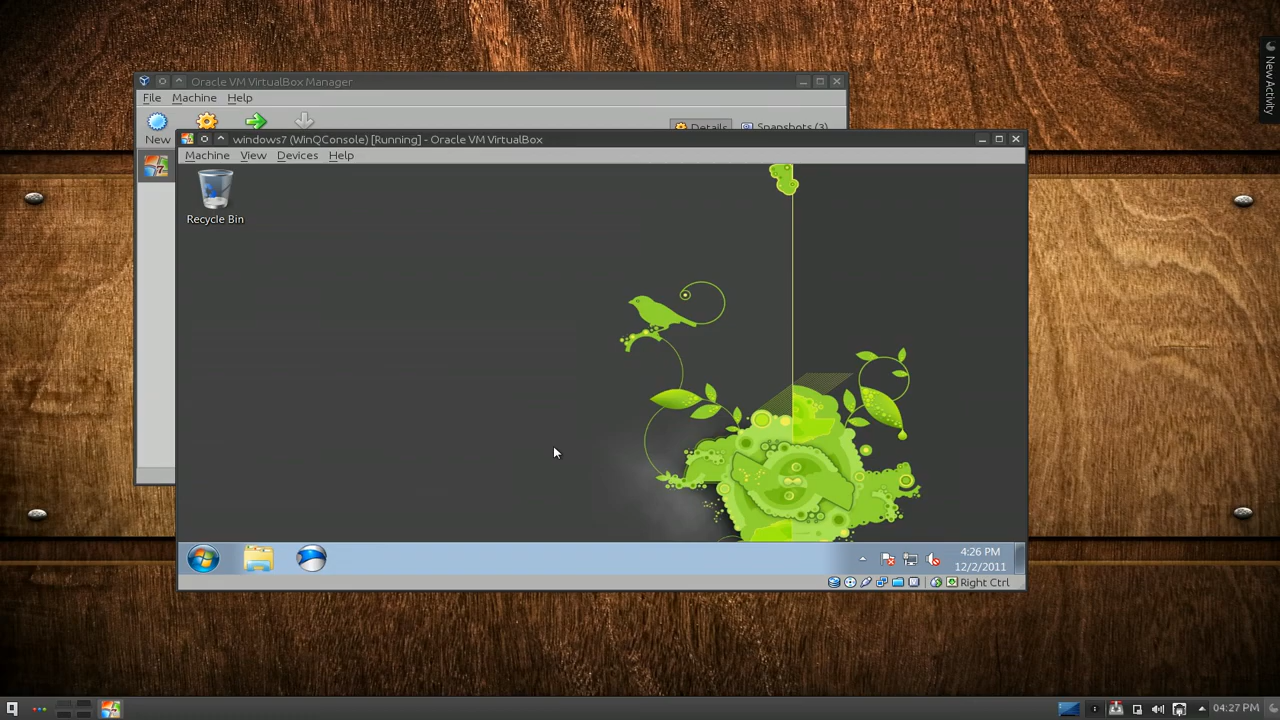 New Activity
Oracle VM VirtualBox Manager
File Machine Help
New
Details Snapshots (3)
windows7 (WinQConsole) [Running] - Oracle VM VirtualBox
Machine View Devices Help
Recycle Bin
4:26 PM
12/2/2011
Right Ctrl
04:27 PM